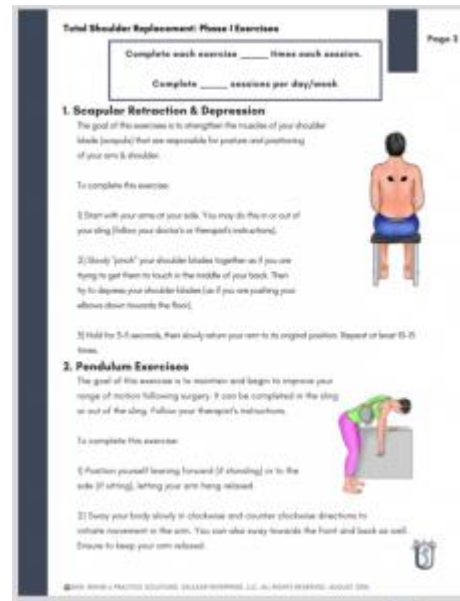 Total Shoulder Replacement: Phase I Exercises
Page 2
Complete each exercise _____ times each session.
Complete _____ sessions per day/week
1. Scapular Retraction & Depression
The goal of this exercises is to strengthen the muscles of your shoulder
blade (scapula) that are responsible for posture and positioning
of your arm & shoulder.
To complete this exercise:
1) Start with your arms at your side. You may do this in or out of
your sling (follow your doctor's or therapist's instructions).
2) Slowly "pinch" your shoulder blades together as if you are
trying to get them to touch in the middle of your back. Then
try to depress your shoulder blades (as if you are pushing your
elbows down towards the floor).
3) Hold for 3-5 seconds, then slowly return your arm to its original position. Repeat at least 10-15
times.
2. Pendulum Exercises
The goal of this exercise is to maintain and begin to improve your
range of motion following surgery. It can be completed in the sling
or out of the sling. Follow your therapist's instructions.
To complete this exercise:
1) Position yourself leaning forward (if standing) or to the
side (if sitting), letting your arm hang relaxed.
2) Sway your body slowly in clockwise and counter clockwise directions to
initiate movement in the arm. You can also sway towards the front and back as well.
Ensure to keep your arm relaxed.
PRACTICE SOLUTIONS, ENTERPRISE, LLC. ALL RIGHTS RESERVED. AUGUST